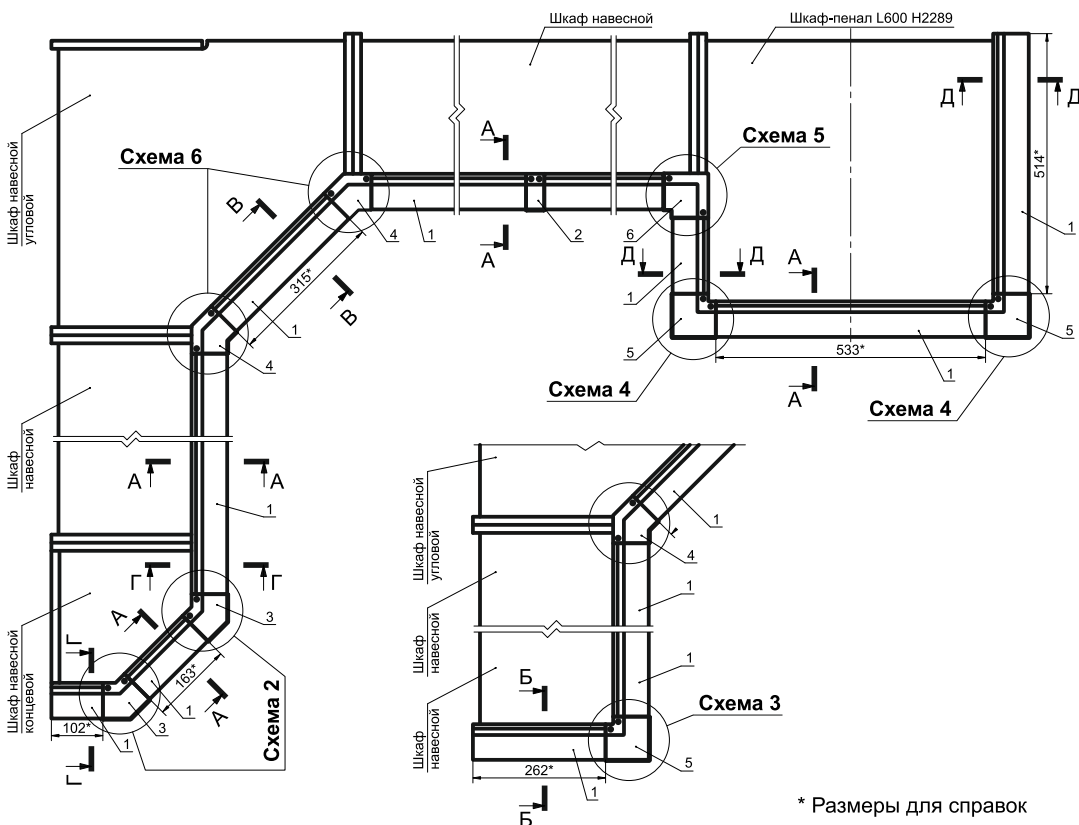 Шкаф навесной
Шкаф-пенал L600 H2289
Д
Д
А
Схема 5
Схема 6
514*
Шкаф навесной
угловой
В
4
1
2
6
1
А
315*
Д
Д
А
В
1
1
4
5
533*
1
5
Схема 4
А
Схема 4
Шкаф
навесной
А
А
1
Шкаф навесной
угловой
1
4
Г
Г
А
3
1
Шкаф
навесной
Г
163*
Шкаф навесной
концевой
А
Схема 2
1
Б
Схема 3
102*
1
3
1
Шкаф
навесной
5
262*
1
Г
Б
* Размеры для справок